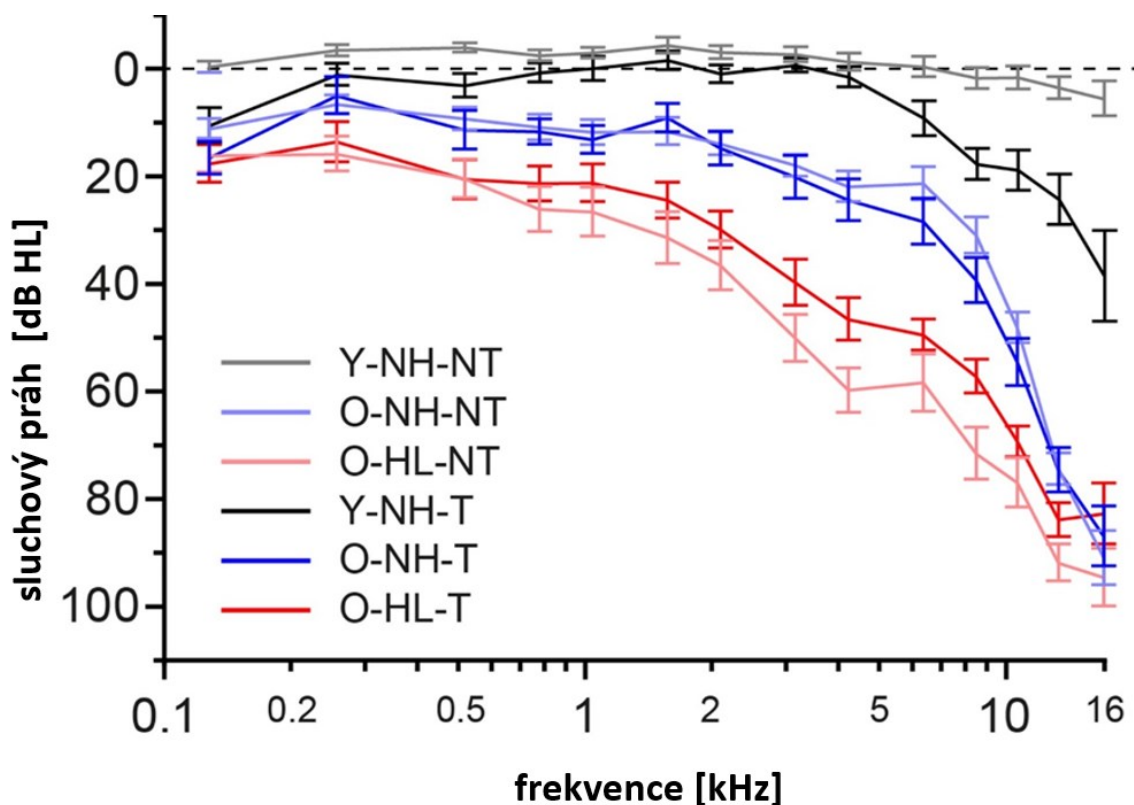 0
20
40
60
80
100
sluchový práh [dB HL]
Y-NH-NT
O-NH-NT
O-HL-NT
Y-NH-T
O-NH-T
O-HL-T
0.1
0.2
0.5
1
2
5
10
16
frekvence [kHz]